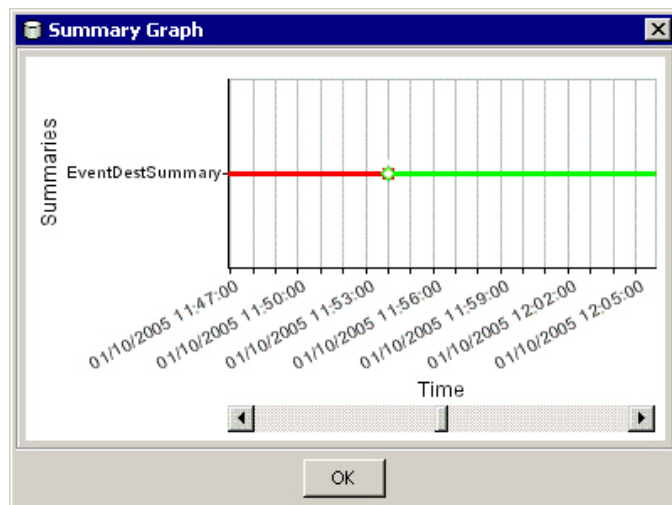 Summary Graph
Summaries
EventDestSummary
01/10/2005 11:47:00
01/10/2005 11:50:00
01/10/2005 11:53:00
01/10/2005 11:56:00
01/10/2005 11:59:00
01/10/2005 12:02:00
01/10/2005 12:05:00
Time
OK